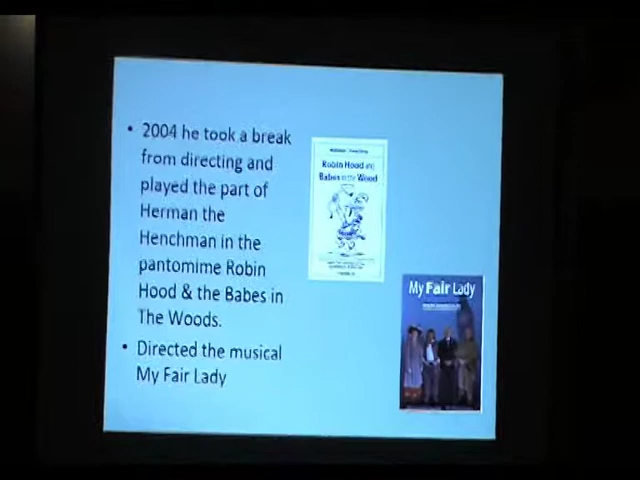 • 2004 he took a break
from directing and
played the part of
Herman the
Henchman in the
pantomime Robin
Hood & the Babes in
The Woods.
• Directed the musical
My Fair Lady
Robin Hood and
Babes in the Wood
My Fair Lady